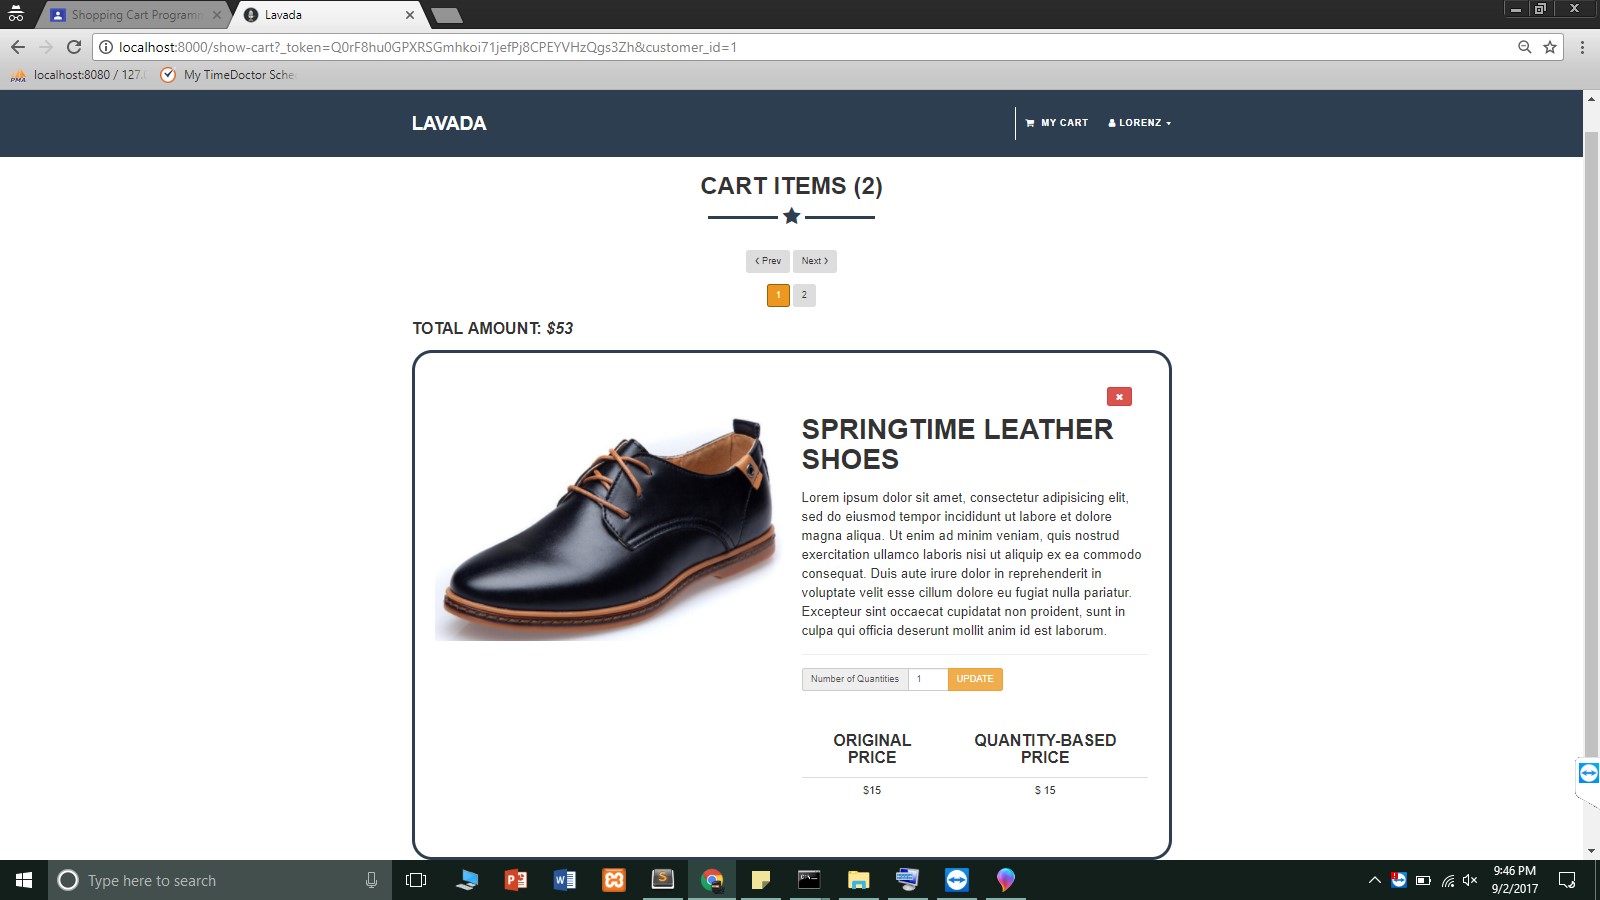 Shopping Cart Program
Lavada
localhost:8000/show-cart?_token=Q0rF8hu0GPXRSGmhkoi71jefPj8CPEYVHzQgs3Zh&customer_id=1
localhost:8080 / 127.
My TimeDoctor Sche
LAVADA
MY CART
LORENZ
CART ITEMS (2)
Prev
Next
1
2
TOTAL AMOUNT: $53
SPRINGTIME LEATHER
SHOES
Lorem ipsum dolor sit amet, consectetur adipisicing elit,
sed do eiusmod tempor incididunt ut labore et dolore
magna aliqua. Ut enim ad minim veniam, quis nostrud
exercitation ullamco laboris nisi ut aliquip ex ea commodo
consequat. Duis aute irure dolor in reprehenderit in
voluptate velit esse cillum dolore eu fugiat nulla pariatur.
Excepteur sint occaecat cupidatat non proident, sunt in
culpa qui officia deserunt mollit anim id est laborum.
Number of Quantities
1
UPDATE
ORIGINAL
PRICE
QUANTITY-BASED
PRICE
$15
$ 15
Type here to search
9:46 PM
9/2/2017